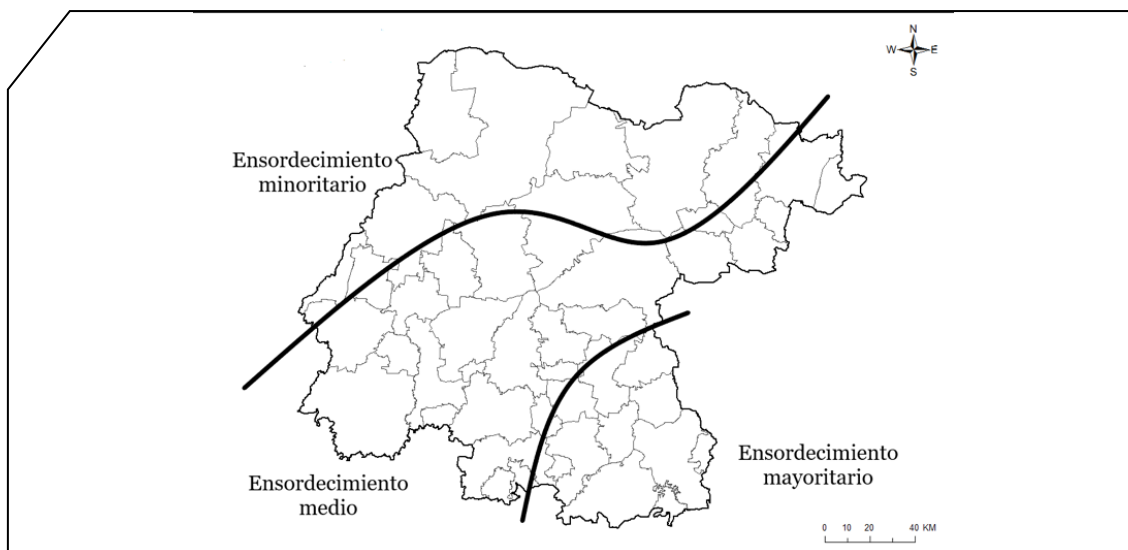 N
W E
S
Ensordecimiento
minoritario
Ensordecimiento
mayoritario
Ensordecimiento
medio
0 10 20 40 KM